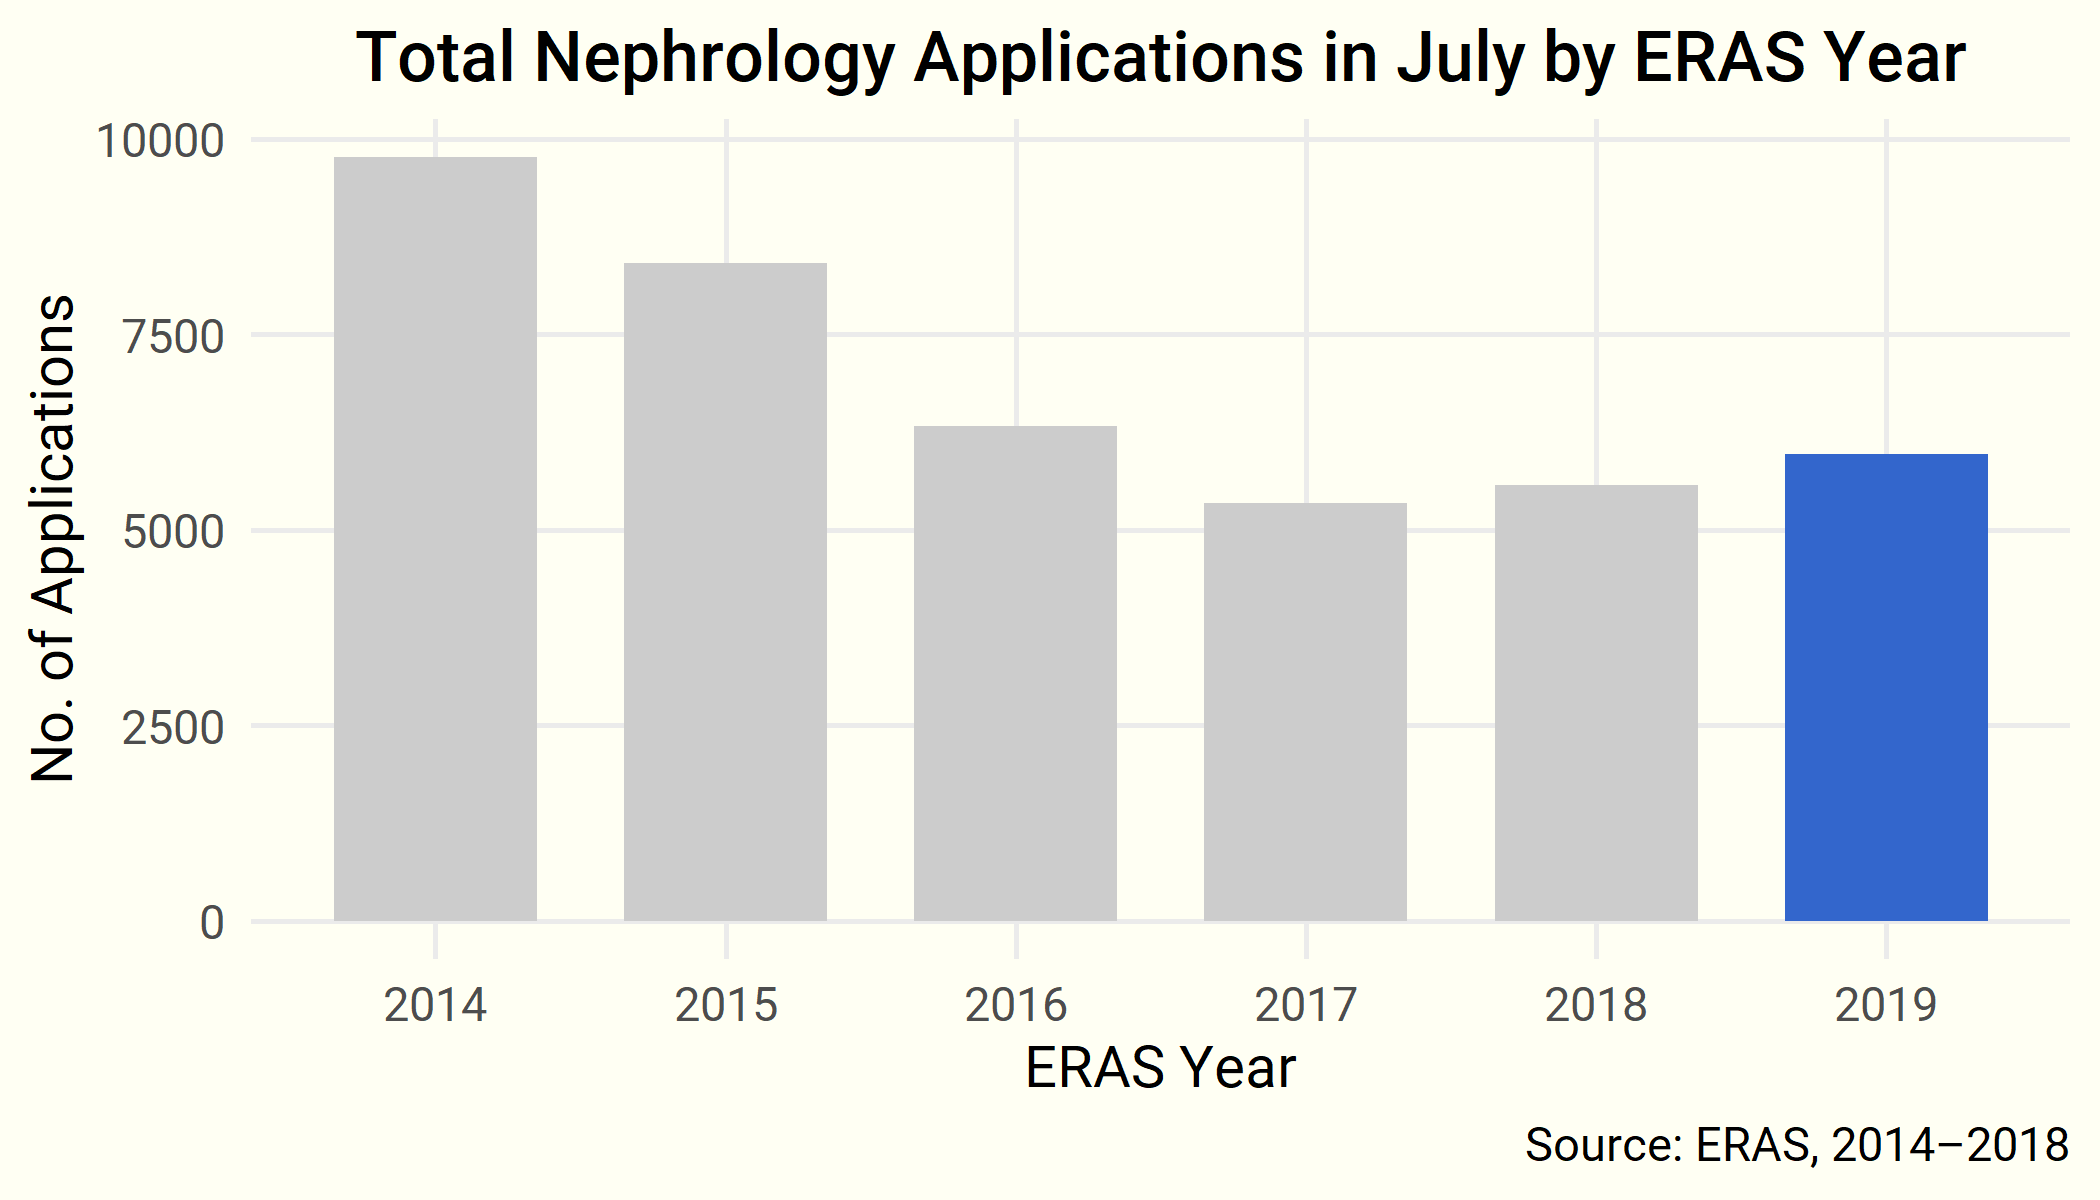 Total Nephrology Applications in July by ERAS Year
No. of Applications
10000
7500
5000
2500
0
2014 2015 2016 2017 2018 2019
ERAS Year
Source: ERAS, 2014–2018